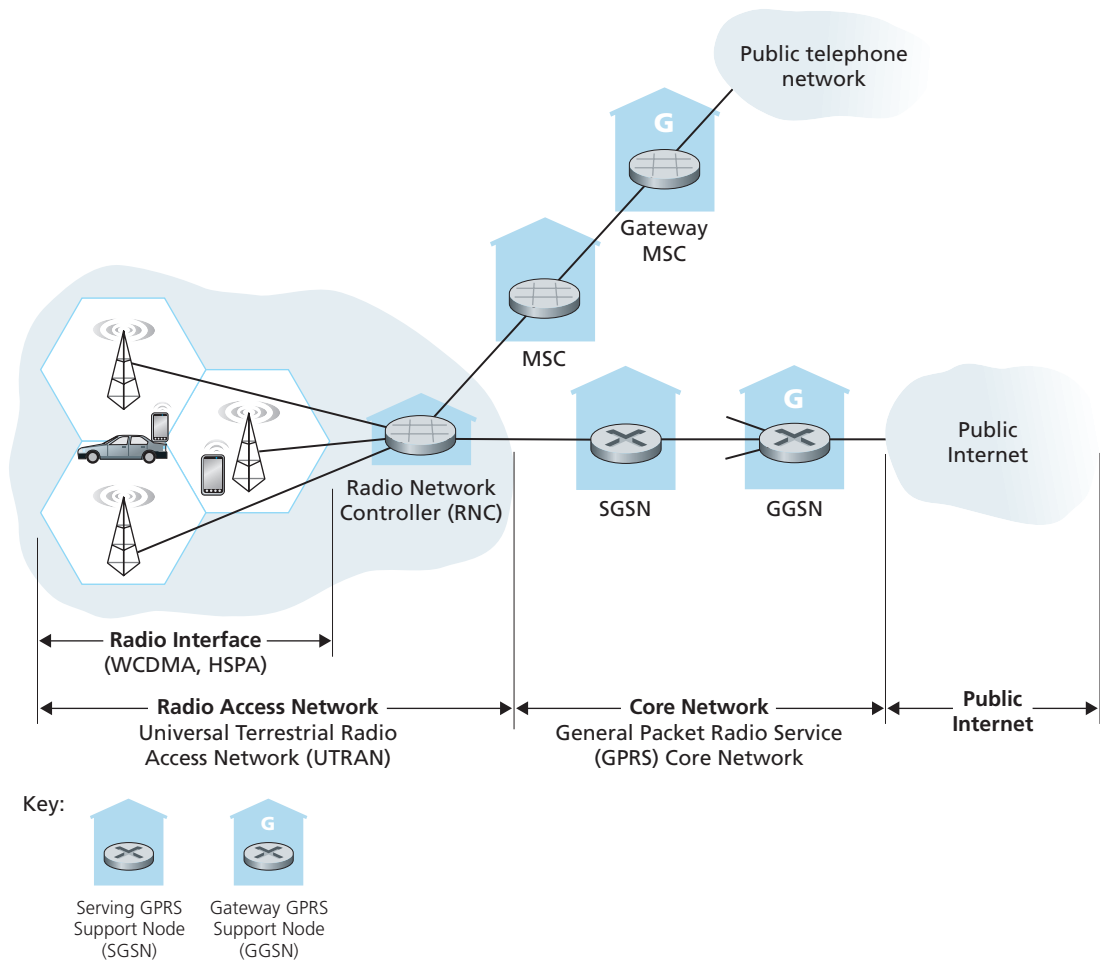 Public telephone
network
G
Gateway
MSC
MSC
G
SGSN
GGSN
Public
Internet
Radio Network
Controller (RNC)
Radio Interface
(WCDMA, HSPA)
Radio Access Network
Universal Terrestrial Radio
Access Network (UTRAN)
Core Network
General Packet Radio Service
(GPRS) Core Network
Public
Internet
Key:
G
Serving GPRS
Support Node
(SGSN)
Gateway GPRS
Support Node
(GGSN)